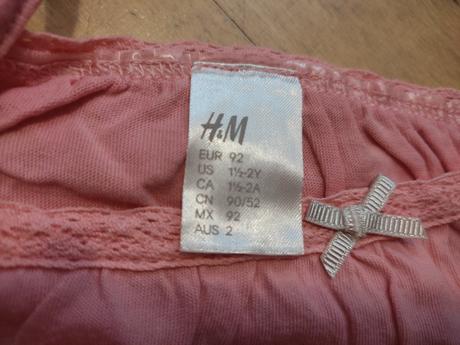 H&M
EUR 92
US 1½-2Y
CA 1½-2A
CN 90/52
MX 92
AUS 2